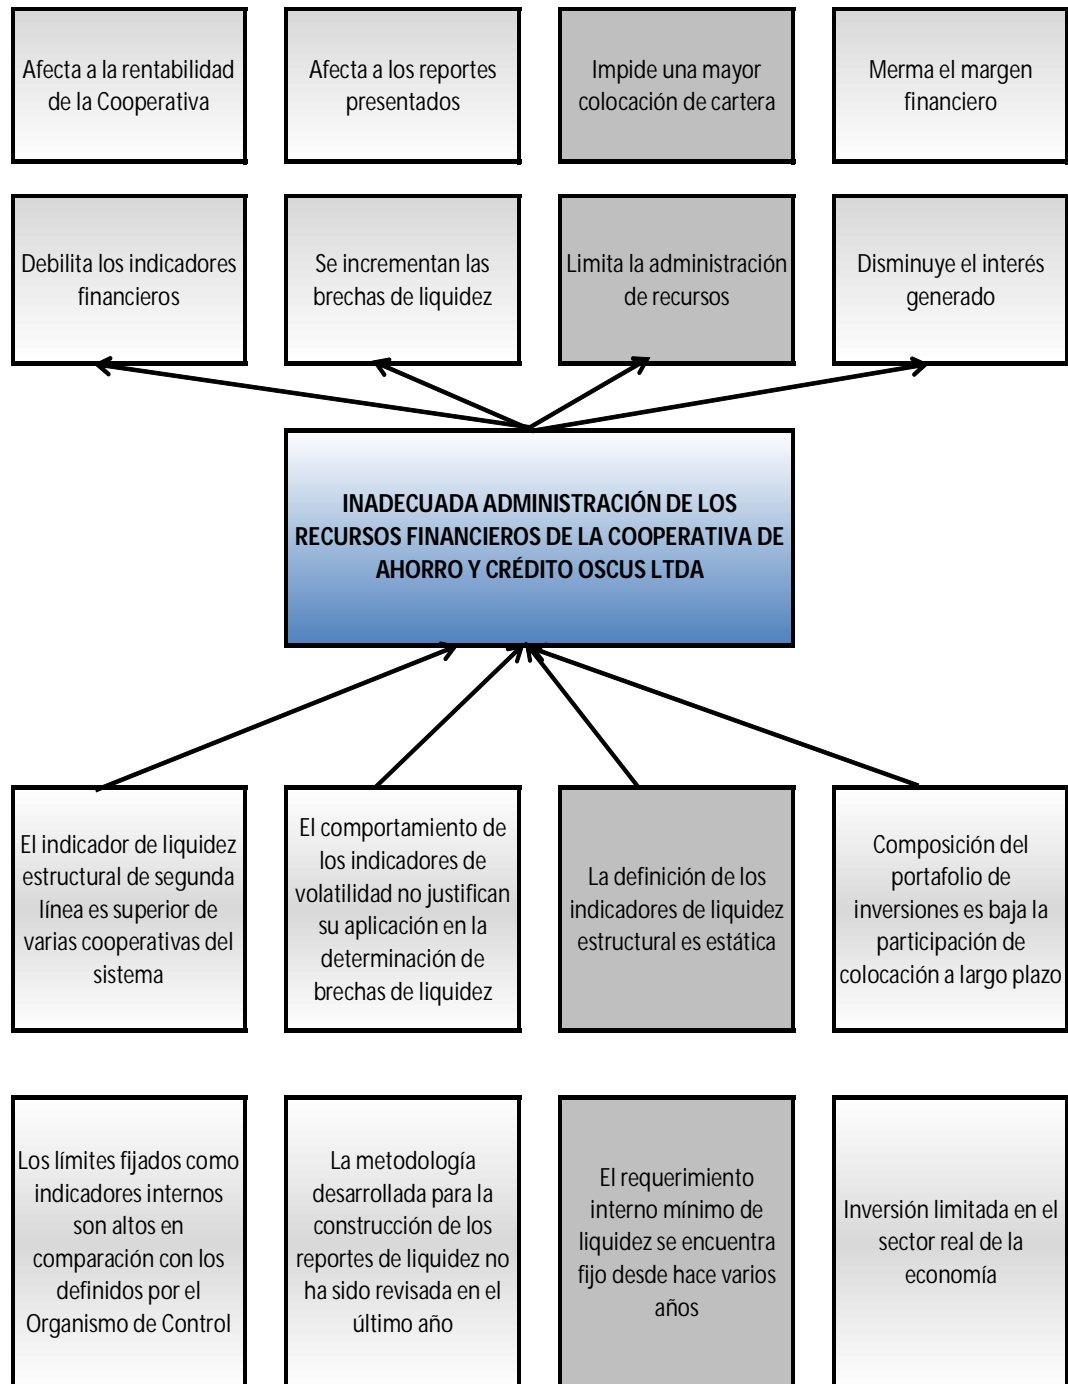 Afecta a la rentabilidad
de la Cooperativa
Afecta a los reportes
presentados
Impide una mayor
colocación de cartera
Merma el margen
financiero
Debilita los indicadores
financieros
Se incrementan las
brechas de liquidez
Limita la administración
de recursos
Disminuye el interés
generado
INADECUADA ADMINISTRACIÓN DE LOS
RECURSOS FINANCIEROS DE LA COOPERATIVA DE
AHORRO Y CRÉDITO OSCUS LTDA
El indicador de liquidez
estructural de segunda
línea es superior de
varias cooperativas del
sistema
El comportamiento de
los indicadores de
volatilidad no justifican
su aplicación en la
determinación de
brechas de liquidez
La definición de los
indicadores de liquidez
estructural es estática
Composición del
portafolio de
inversiones es baja la
participación de
colocación a largo plazo
Los límites fijados como
indicadores internos
son altos en
comparación con los
definidos por el
Organismo de Control
La metodología
desarrollada para la
construcción de los
reportes de liquidez no
ha sido revisada en el
último año
El requerimiento
interno mínimo de
liquidez se encuentra
fijo desde hace varios
años
Inversión limitada en el
sector real de la
economía